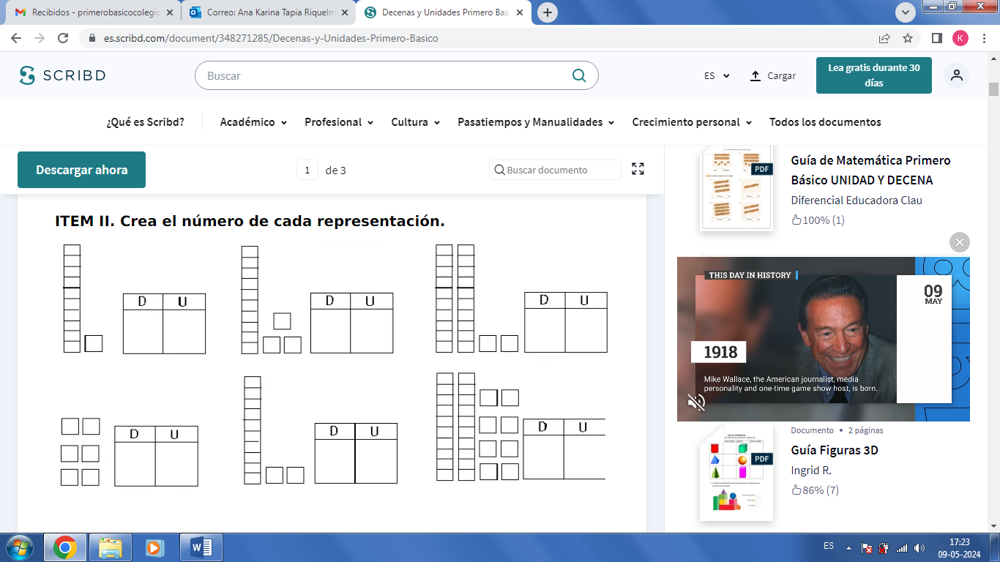 Recibidos - primerobasicocolegio
Correo: Ana Karina Tapia Riquelm
Decenas y Unidades Primero Bas
es.scribd.com/document/348271285/Decenas-y-Unidades-Primero-Basico
K
SCRIBD
Buscar
ES
Cargar
Lea gratis durante 30
días
¿Qué es Scribd?
Académico
Profesional
Cultura
Pasatiempos y Manualidades
Crecimiento personal
Todos los documentos
Descargar ahora
1 de 3
Buscar documento
ITEM II. Crea el número de cada representación.
D U
D U
D U
D U
D U
D U
PDF
Guía de Matemática Primero
Básico UNIDAD Y DECENA
Diferencial Educadora Clau
100% (1)
THIS DAY IN HISTORY
09
MAY
1918
Mike Wallace, the American journalist, media
personality and one-time game show host, is born.
PDF
Documento • 2 páginas
Guía Figuras 3D
Ingrid R.
86% (7)
ES
17:23
09-05-2024